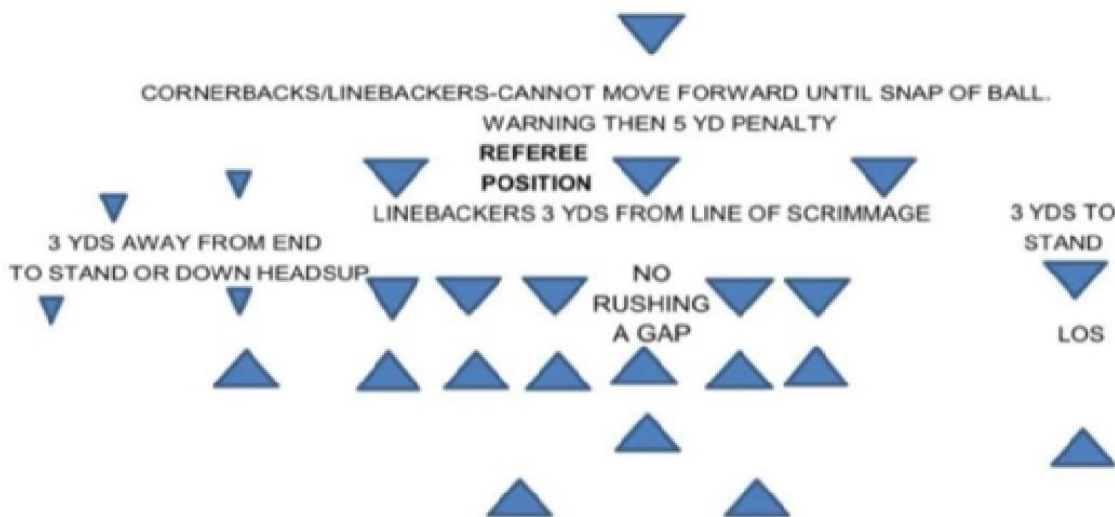 CORNERBACKS/LINEBACKERS-CANNOT MOVE FORWARD UNTIL SNAP OF BALL.
WARNING THEN 5 YD PENALTY
REFEREE
POSITION
LINEBACKERS 3 YDS FROM LINE OF SCRIMMAGE
3 YDS AWAY FROM END
TO STAND OR DOWN HEADSUP
NO
RUSHING
A GAP
3 YDS TO
STAND
LOS